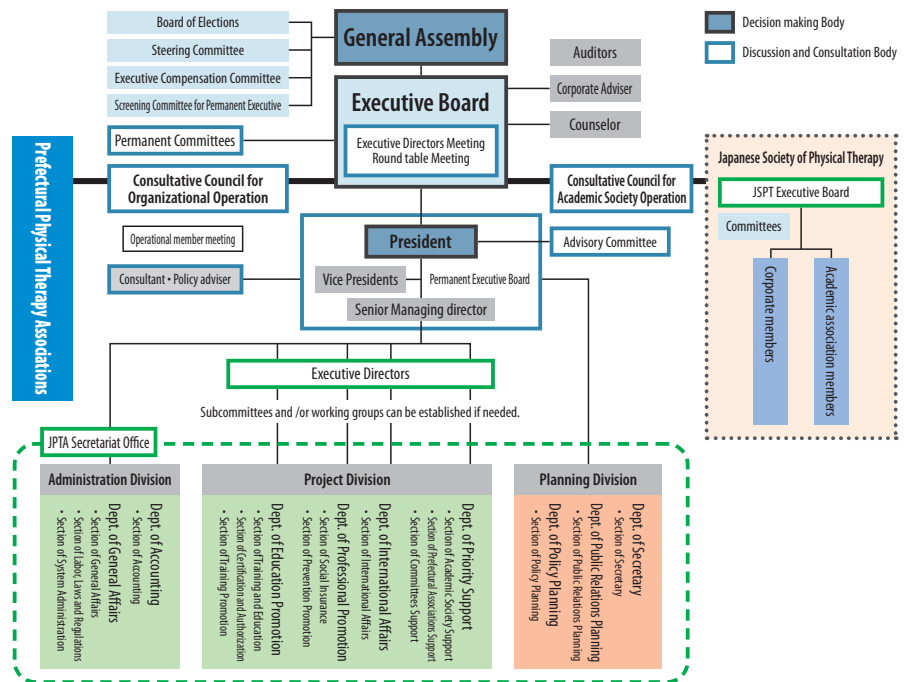 Board of Elections
Steering Committee
Executive Compensation Committee
Screening Committee for Permanent Executive
General Assembly
Decision making Body
Discussion and Consultation Body
Auditors
Corporate Adviser
Counselor
Executive Board
Executive Directors Meeting
Round table Meeting
Permanent Committees
Prefectural Physical Therapy Associations
Consultative Council for
Organizational Operation
Consultative Council for
Academic Society Operation
Japanese Society of Physical Therapy
JSPT Executive Board
Committees
Corporate members
Academic association members
Operational member meeting
President
Advisory Committee
Consultant • Policy adviser
Vice Presidents
Permanent Executive Board
Senior Managing director
Executive Directors
Subcommittees and /or working groups can be established if needed.
JPTA Secretariat Office
Administration Division
Dept. of Accounting
• Section of Accounting
Dept. of General Affairs
• Section of General Affairs
• Section of Labor, Laws and Regulations
• Section of System Administration
Project Division
Dept. of Priority Support
• Section of Academic Society Support
• Section of Prefectural Associations Support
• Section of Committees Support
Dept. of International Affairs
• Section of International Affairs
Dept. of Professional Promotion
• Section of Social Insurance
• Section of Prevention Promotion
Dept. of Education Promotion
• Section of Training and Education
• Section of Certification and Authorization
• Section of Training Promotion
Planning Division
Dept. of Secretary
• Section of Secretary
Dept. of Public Relations Planning
• Section of Public Relations Planning
Dept. of Policy Planning
• Section of Policy Planning